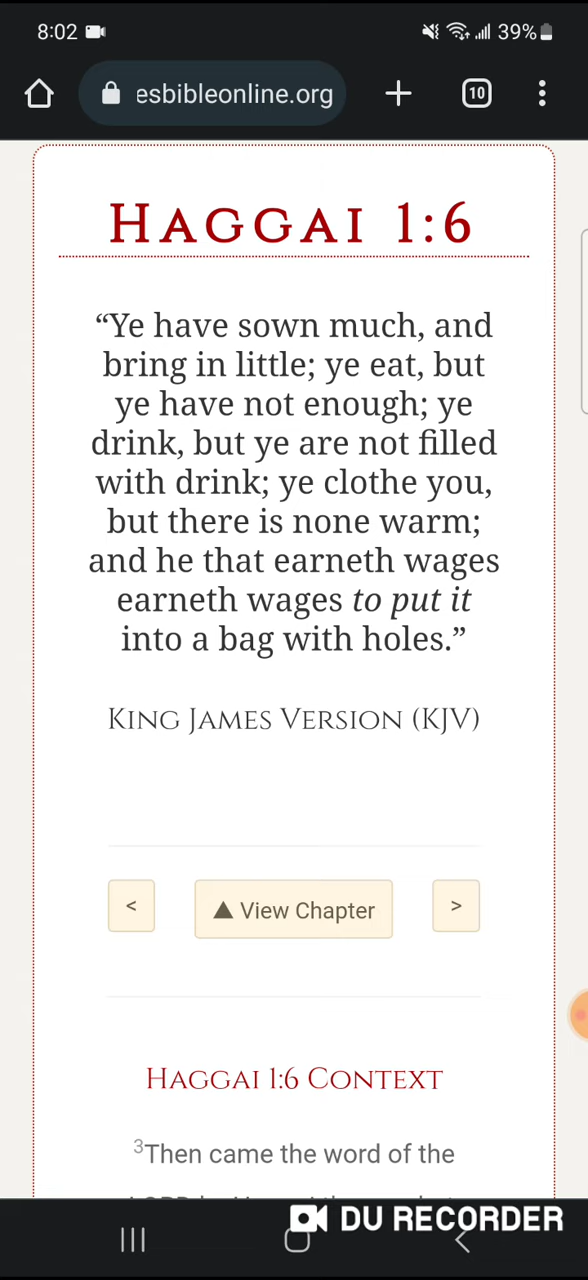 8:02 39%
esbibleonline.org 10
HAGGAI 1:6
“Ye have sown much, and
bring in little; ye eat, but
ye have not enough; ye
drink, but ye are not filled
with drink; ye clothe you,
but there is none warm;
and he that earneth wages
earneth wages to put it
into a bag with holes.”
KING JAMES VERSION (KJV)
< ▲ View Chapter >
HAGGAI 1:6 CONTEXT
3Then came the word of the
DU RECORDER